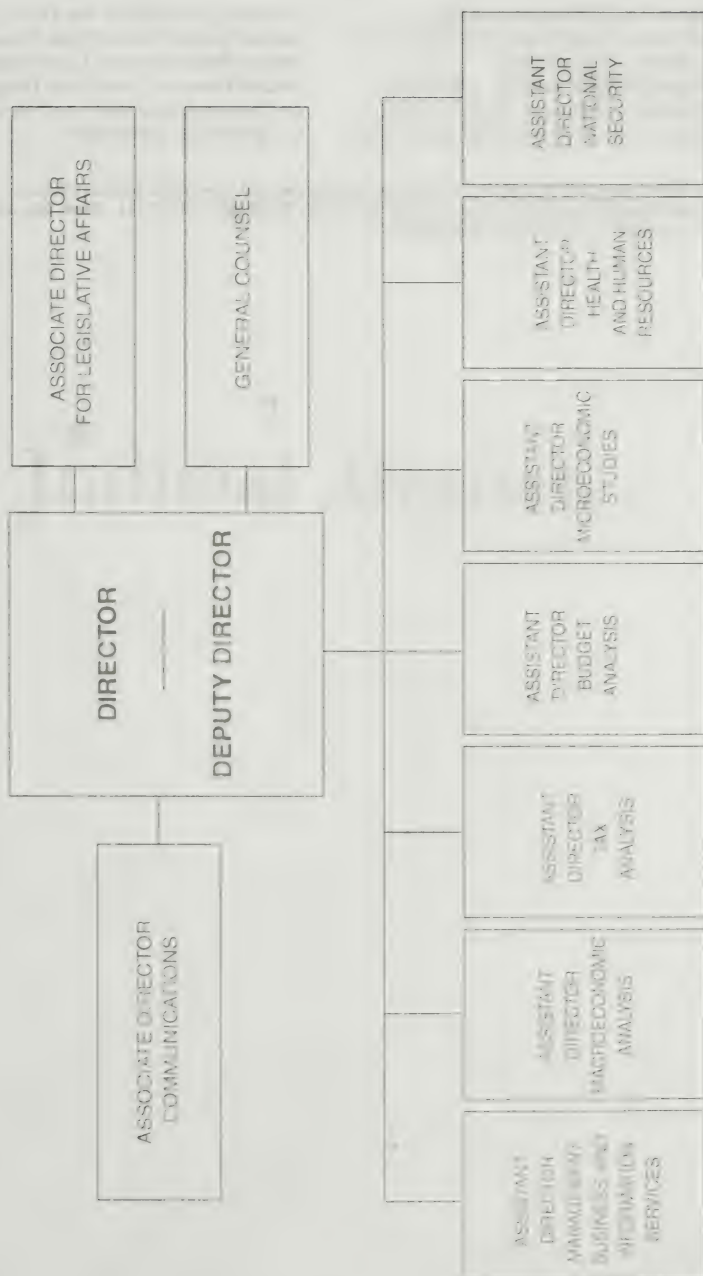 ASSOCIATE DIRECTOR
COMMUNICATIONS
DIRECTOR
DEPUTY DIRECTOR
ASSOCIATE DIRECTOR
FOR LEGISLATIVE AFFAIRS
GENERAL COUNSEL
ASSISTANT
DIRECTOR
MANAGEMENT
BUSINESS AND
INFORMATION
SERVICES
ASSISTANT
DIRECTOR
MACROECONOMIC
ANALYSIS
ASSISTANT
DIRECTOR
TAX
ANALYSIS
ASSISTANT
DIRECTOR
BUDGET
ANALYSIS
ASSISTANT
DIRECTOR
MICROECONOMIC
STUDIES
ASSISTANT
DIRECTOR
HEALTH
AND HUMAN
RESOURCES
ASSISTANT
DIRECTOR
NATIONAL
SECURITY